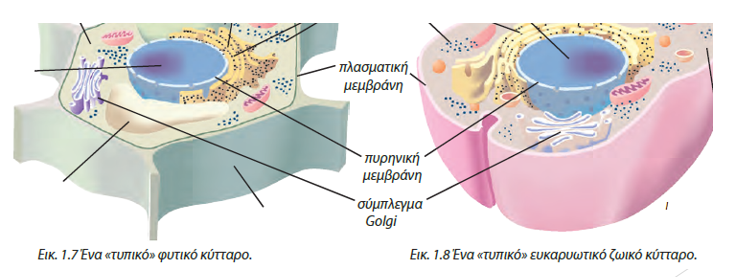 πλασματική
μεμβράνη
πυρηνική
μεμβράνη
σύμπλεγμα
Golgi
Εικ. 1.7 Ένα «τυπικό» φυτικό κύτταρο.
Εικ. 1.8 Ένα «τυπικό» ευκαρυωτικό ζωικό κύτταρο.